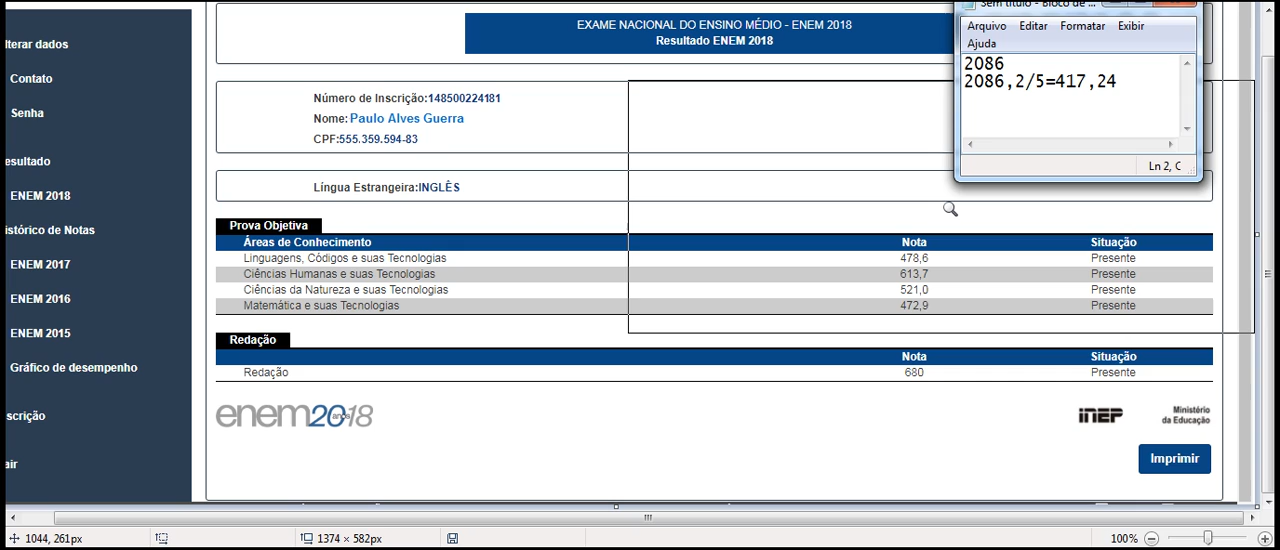 Sem título - Bloco de ...
Arquivo Editar Formatar Exibir
Ajuda
2086
2086,2/5=417,24
Ln 2, C
lterar dados
Contato
Senha
esultado
ENEM 2018
istórico de Notas
ENEM 2017
ENEM 2016
ENEM 2015
Gráfico de desempenho
scrição
air
EXAME NACIONAL DO ENSINO MÉDIO - ENEM 2018
Resultado ENEM 2018
Número de Inscrição:148500224181
Nome: Paulo Alves Guerra
CPF:555.359.594-83
Língua Estrangeira:INGLÊS
Prova Objetiva
Áreas de Conhecimento Nota Situação
Linguagens, Códigos e suas Tecnologias 478,6 Presente
Ciências Humanas e suas Tecnologias 613,7 Presente
Ciências da Natureza e suas Tecnologias 521,0 Presente
Matemática e suas Tecnologias 472,9 Presente
Redação
Nota Situação
Redação 680 Presente
enem2018
anos
INEP
Ministério
da Educação
Imprimir
1044, 261px
1374 × 582px
100%